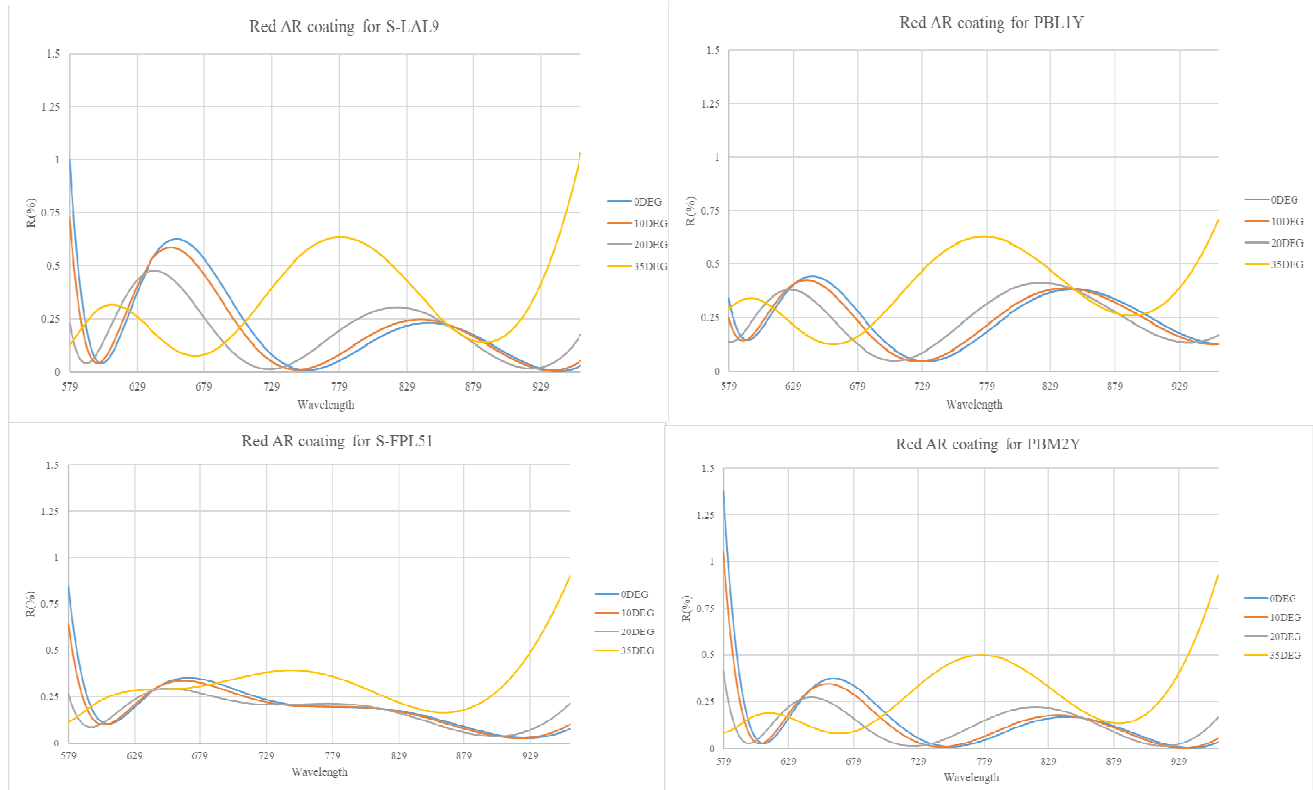 Red AR coating for S-LAL9
1.5
1.25
1
0.75
0.5
0.25
0
R(%)
579 629 679 729 779 829 879 929
Wavelength
0DEG
10DEG
20DEG
35DEG
Red AR coating for PBL1Y
1.5
1.25
1
0.75
0.5
0.25
0
R(%)
579 629 679 729 779 829 879 929
Wavelength
0DEG
10DEG
20DEG
35DEG
Red AR coating for S-FPL51
1.5
1.25
1
0.75
0.5
0.25
0
R(%)
579 629 679 729 779 829 879 929
Wavelength
0DEG
10DEG
20DEG
35DEG
Red AR coating for PBM2Y
1.5
1.25
1
0.75
0.5
0.25
0
R(%)
579 629 679 729 779 829 879 929
Wavelength
0DEG
10DEG
20DEG
35DEG